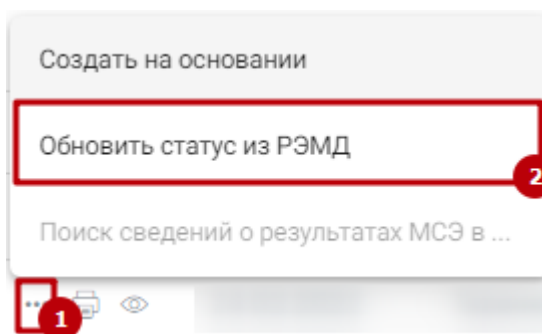 Создать на основании
Обновить статус из РЭМД
2
Поиск сведений о результатах МСЭ в ...
... 1